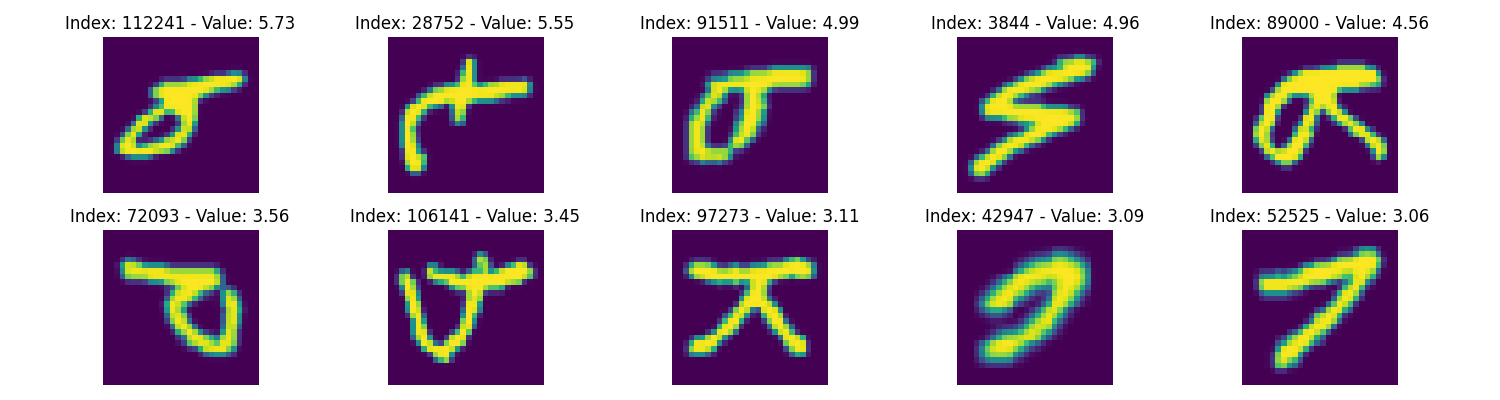 Index: 112241 - Value: 5.73
Index: 28752 - Value: 5.55
Index: 91511 - Value: 4.99
Index: 3844 - Value: 4.96
Index: 89000 - Value: 4.56
Index: 72093 - Value: 3.56
Index: 106141 - Value: 3.45
Index: 97273 - Value: 3.11
Index: 42947 - Value: 3.09
Index: 52525 - Value: 3.06